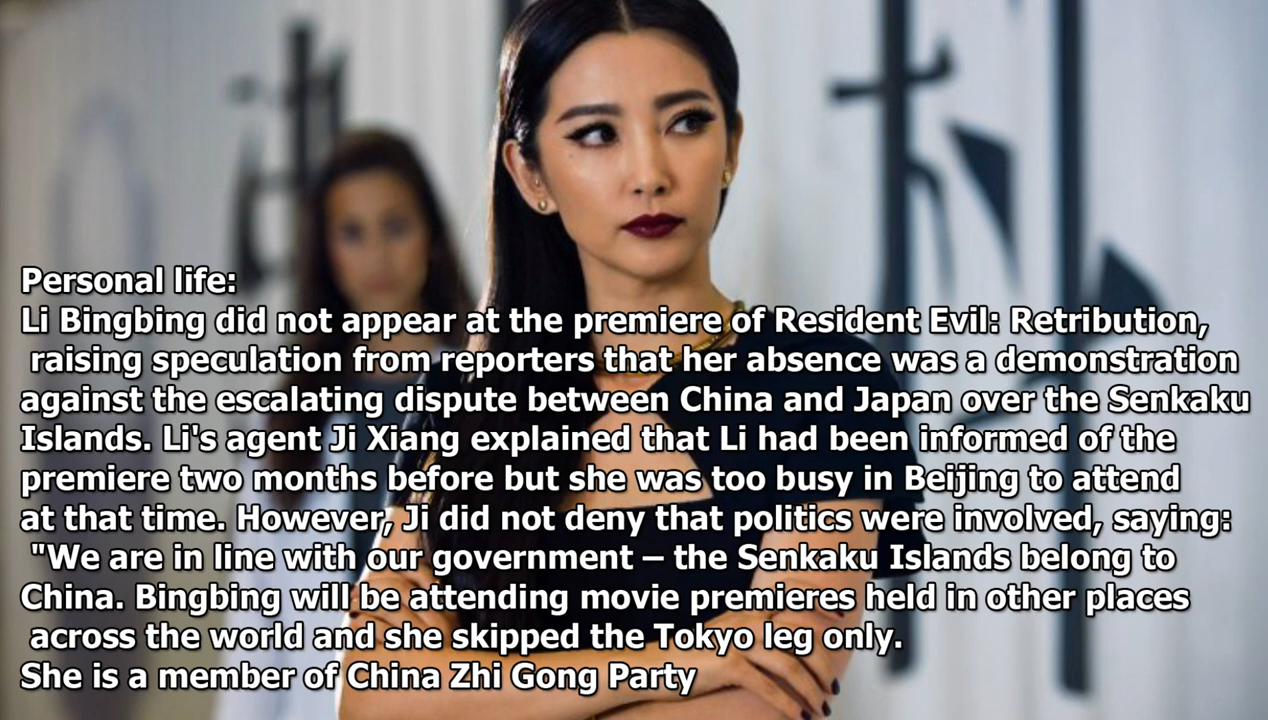 Personal life:
Li Bingbing did not appear at the premiere of Resident Evil: Retribution,
raising speculation from reporters that her absence was a demonstration
against the escalating dispute between China and Japan over the Senkaku
Islands. Li's agent Ji Xiang explained that Li had been informed of the
premiere two months before but she was too busy in Beijing to attend
at that time. However, Ji did not deny that politics were involved, saying:
"We are in line with our government – the Senkaku Islands belong to
China. Bingbing will be attending movie premieres held in other places
across the world and she skipped the Tokyo leg only.
She is a member of China Zhi Gong Party